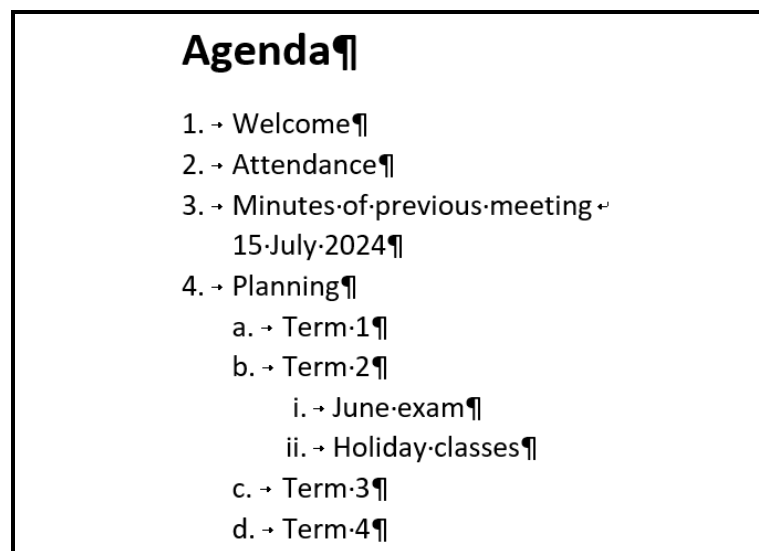 Agenda¶
1.→Welcome¶
2.→Attendance¶
3.→Minutes·of·previous·meeting↵
15·July·2024¶
4.→Planning¶
a.→Term·1¶
b.→Term·2¶
i.→June·exam¶
ii.→Holiday·classes¶
c.→Term·3¶
d.→Term·4¶